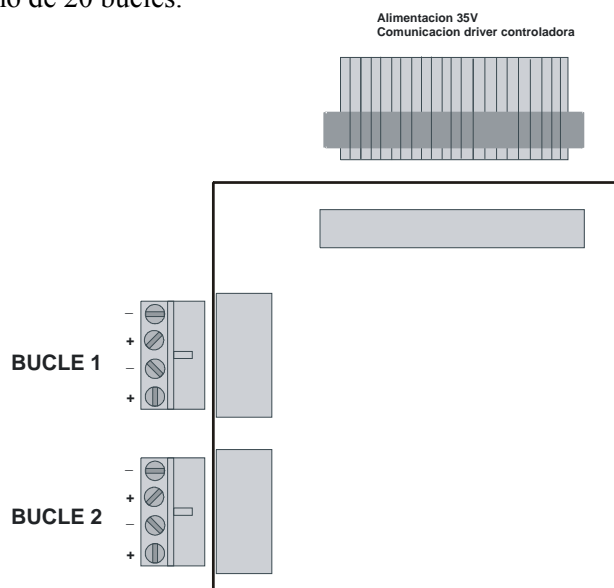 de 20 bucles.
Alimentacion 35V
Comunicacion driver controladora
–
+
BUCLE 1
–
+
–
+
BUCLE 2
–
+